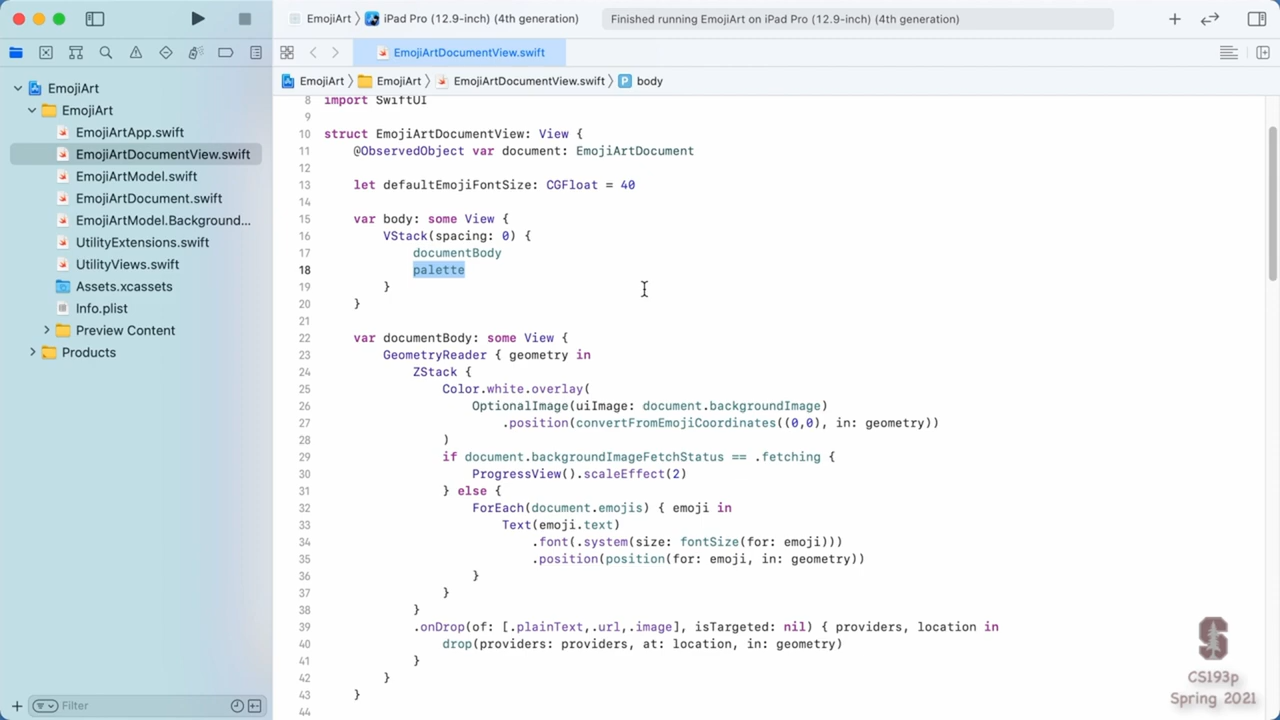 EmojiArt
iPad Pro (12.9-inch) (4th generation)
Finished running EmojiArt on iPad Pro (12.9-inch) (4th generation)
EmojiArtDocumentView.swift
EmojiArt
EmojiArt
EmojiArtDocumentView.swift
body
EmojiArt
EmojiArt
EmojiArtApp.swift
EmojiArtDocumentView.swift
EmojiArtModel.swift
EmojiArtDocument.swift
EmojiArtModel.Background...
UtilityExtensions.swift
UtilityViews.swift
Assets.xcassets
Info.plist
Preview Content
Products
Filter
8 import SwiftUI
9
10 struct EmojiArtDocumentView: View {
11     @ObservedObject var document: EmojiArtDocument
12
13     let defaultEmojiFontSize: CGFloat = 40
14
15     var body: some View {
16         VStack(spacing: 0) {
17             documentBody
18             palette
19         }
20     }
21
22     var documentBody: some View {
23         GeometryReader { geometry in
24             ZStack {
25                 Color.white.overlay(
26                     OptionalImage(uiImage: document.backgroundImage)
27                         .position(convertFromEmojiCoordinates((0,0), in: geometry))
28                 )
29                 if document.backgroundImageFetchStatus == .fetching {
30                     ProgressView().scaleEffect(2)
31                 } else {
32                     ForEach(document.emojis) { emoji in
33                         Text(emoji.text)
34                             .font(.system(size: fontSize(for: emoji)))
35                             .position(position(for: emoji, in: geometry))
36                     }
37                 }
38             }
39             .onDrop(of: [.plainText,.url,.image], isTargeted: nil) { providers, location in
40                 drop(providers: providers, at: location, in: geometry)
41             }
42         }
43     }
44
CS193p
Spring 2021